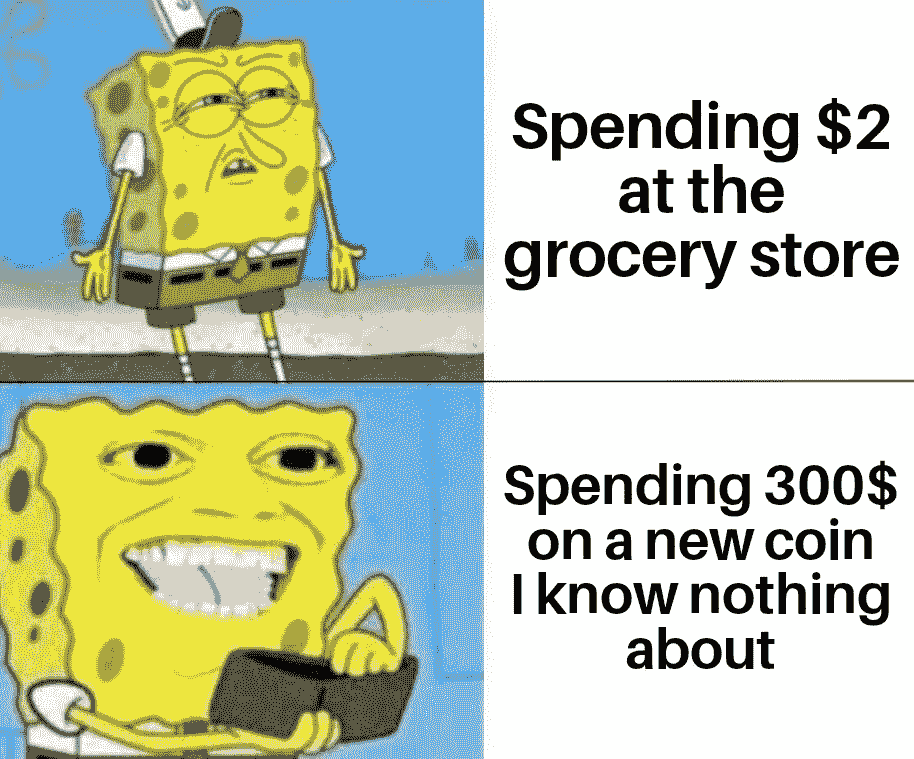 Spending $2
at the
grocery store
Spending 300$
on a new coin
I know nothing
about